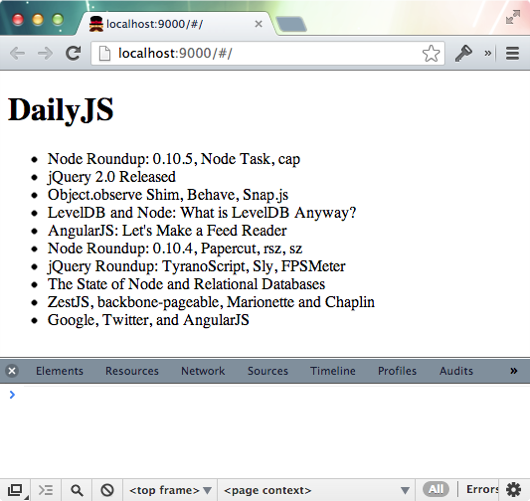 localhost:9000/#/
localhost:9000/#/
DailyJS
Node Roundup: 0.10.5, Node Task, cap
jQuery 2.0 Released
Object.observe Shim, Behave, Snap.js
LevelDB and Node: What is LevelDB Anyway?
AngularJS: Let's Make a Feed Reader
Node Roundup: 0.10.4, Papercut, rsz, sz
jQuery Roundup: TyranoScript, Sly, FPSMeter
The State of Node and Relational Databases
ZestJS, backbone-pageable, Marionette and Chaplin
Google, Twitter, and AngularJS
Elements Resources Network Sources Timeline Profiles Audits »
<top frame> <page context> All Errors